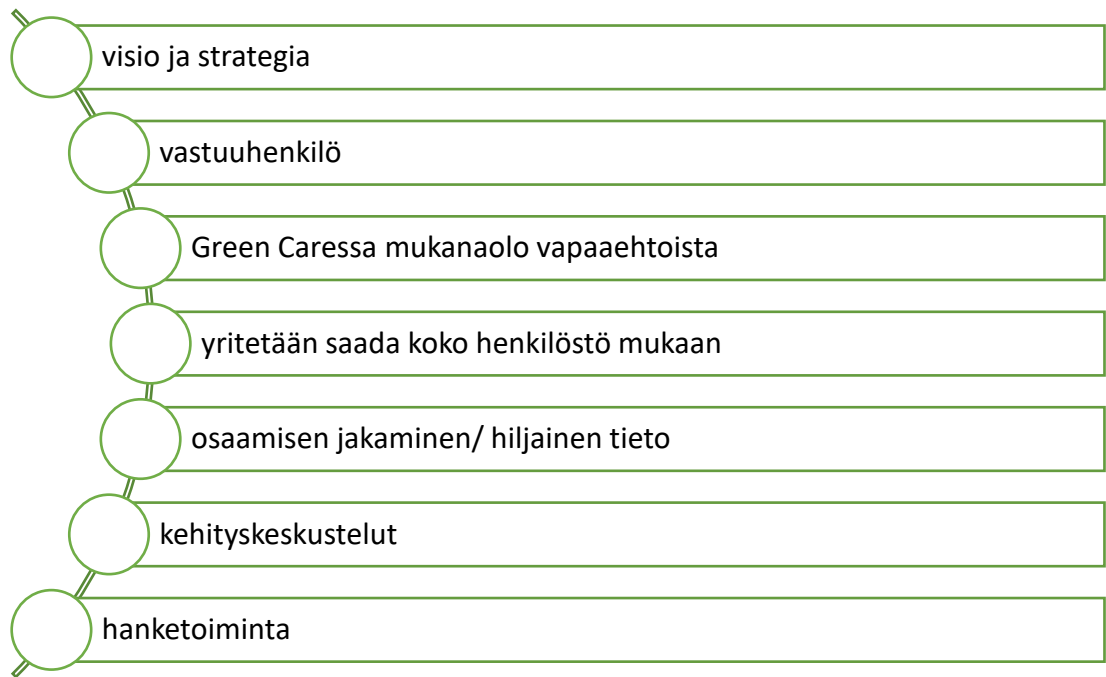 visio ja strategia
vastuuhenkilö
Green Caressa mukanaolo vapaaehtoista
yritetään saada koko henkilöstö mukaan
osaamisen jakaminen/ hiljainen tieto
kehityskeskustelut
hanketoiminta